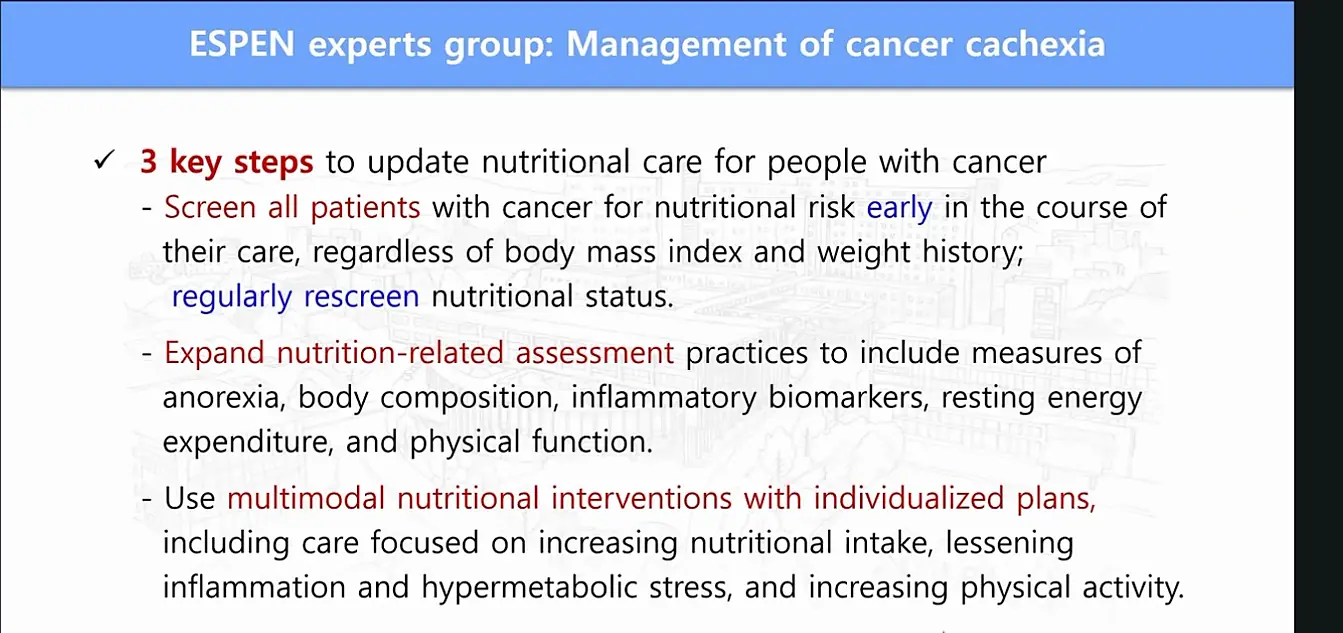 ESPEN experts group: Management of cancer cachexia
✓ 3 key steps to update nutritional care for people with cancer
- Screen all patients with cancer for nutritional risk early in the course of
their care, regardless of body mass index and weight history;
regularly rescreen nutritional status.
- Expand nutrition-related assessment practices to include measures of
anorexia, body composition, inflammatory biomarkers, resting energy
expenditure, and physical function.
- Use multimodal nutritional interventions with individualized plans,
including care focused on increasing nutritional intake, lessening
inflammation and hypermetabolic stress, and increasing physical activity.